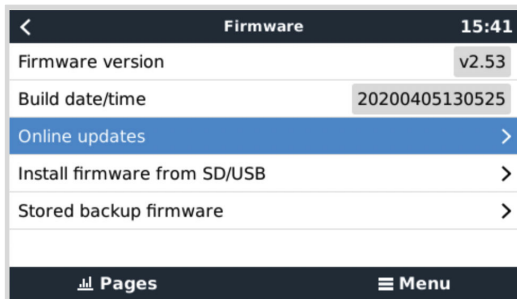 Firmware 15:41
Firmware version v2.53
Build date/time 20200405130525
Online updates
Install firmware from SD/USB
Stored backup firmware
Pages Menu